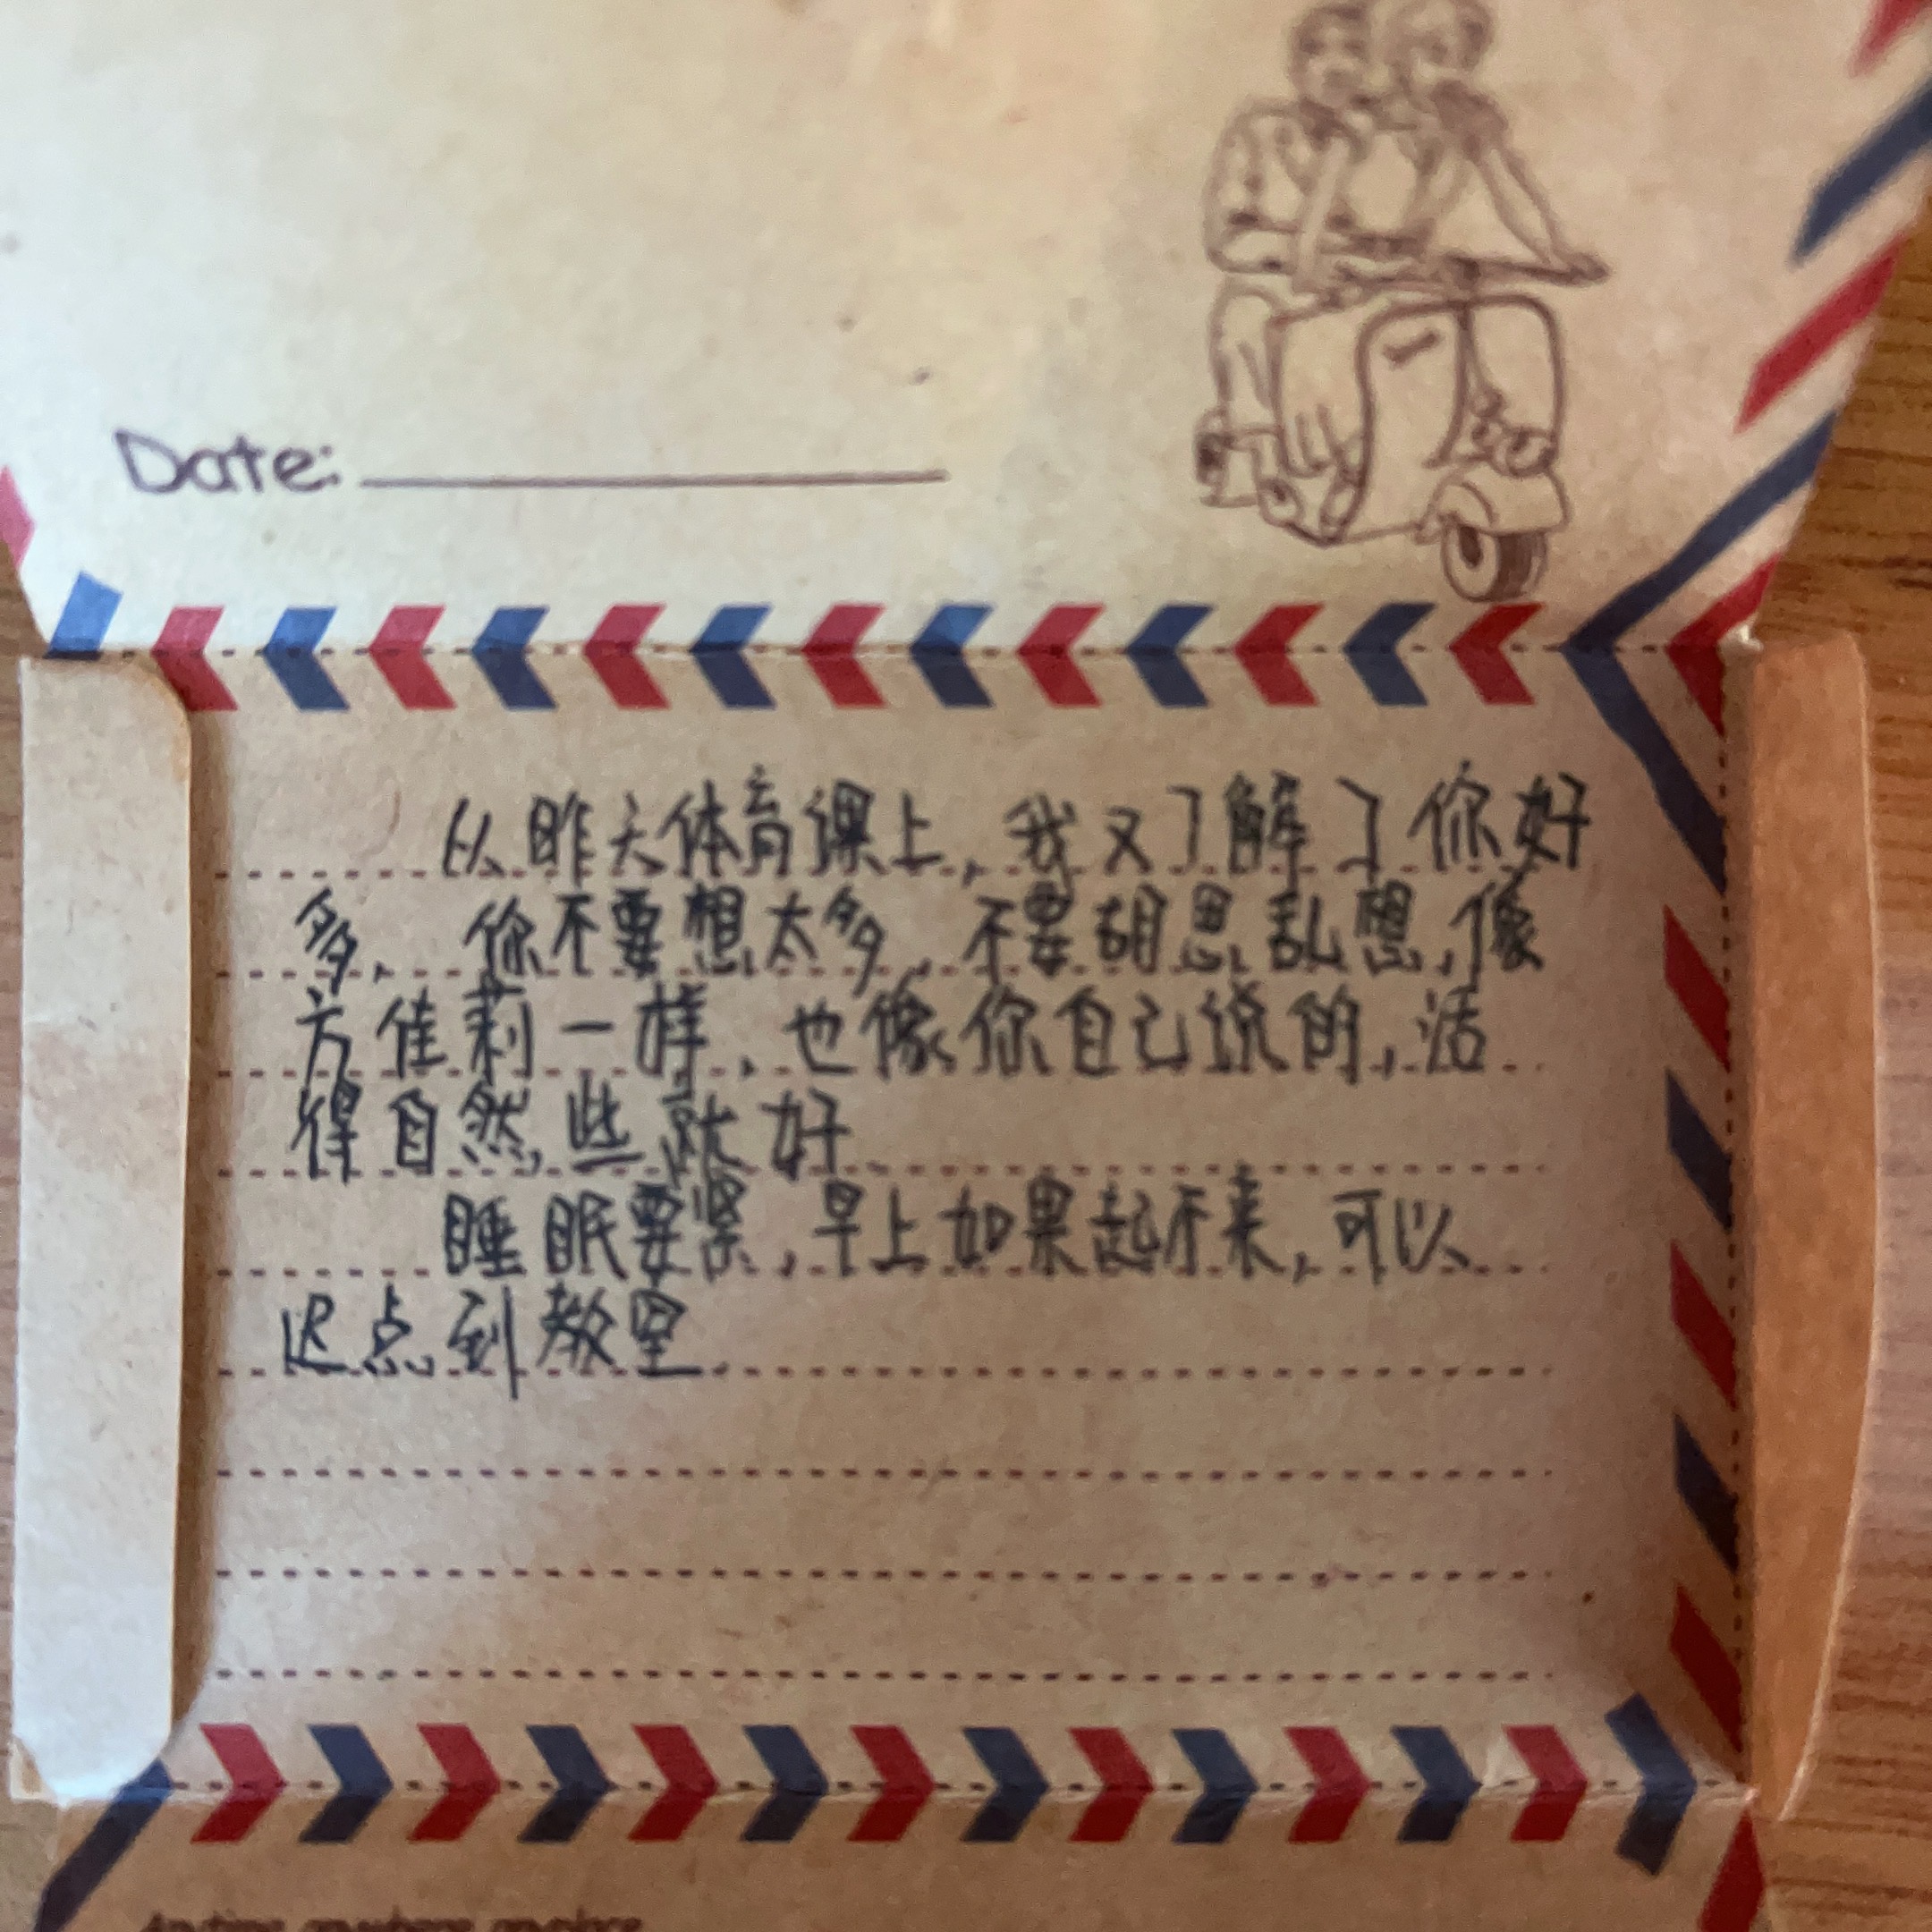 Date:
从昨天体育课上,我又了解了你好
多,你不要想太多,不要胡思乱想,像
方佳莉一样,也像你自己说的,活
得自然些就好
睡眠要紧,早上如果起不来,可以
迟点到教室.